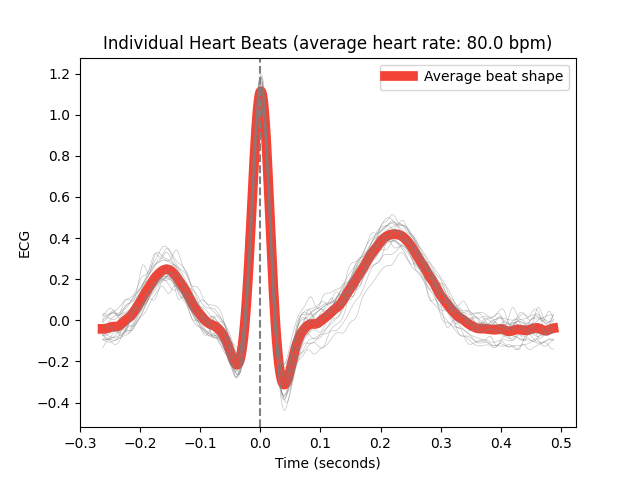 Individual Heart Beats (average heart rate: 80.0 bpm)
Average beat shape
1.2
1.0
0.8
0.6
0.4
0.2
0.0
−0.2
−0.4
ECG
−0.3 −0.2 −0.1 0.0 0.1 0.2 0.3 0.4 0.5
Time (seconds)